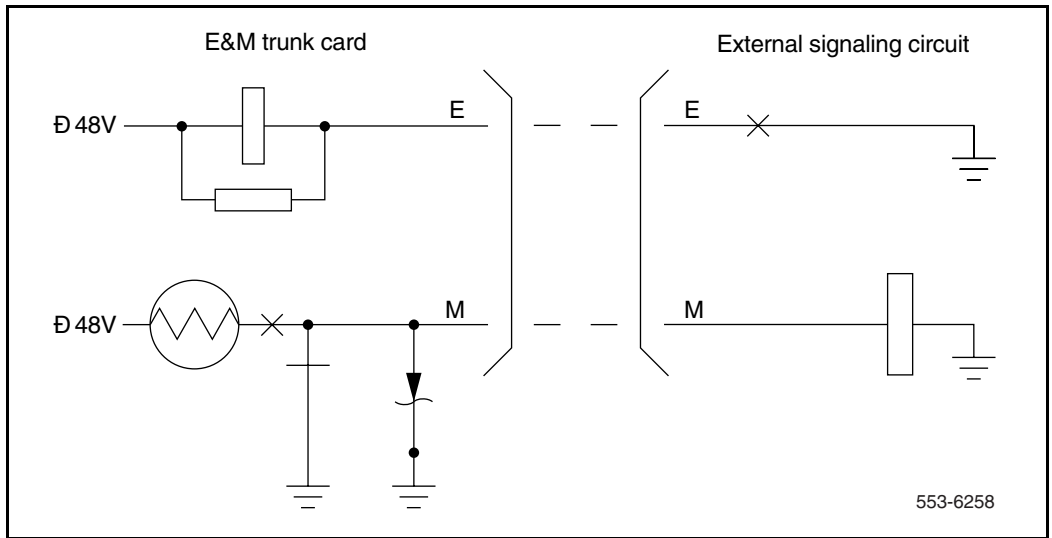 E&M trunk card
External signaling circuit
Ð 48V
E
E
Ð 48V
M
M
553-6258